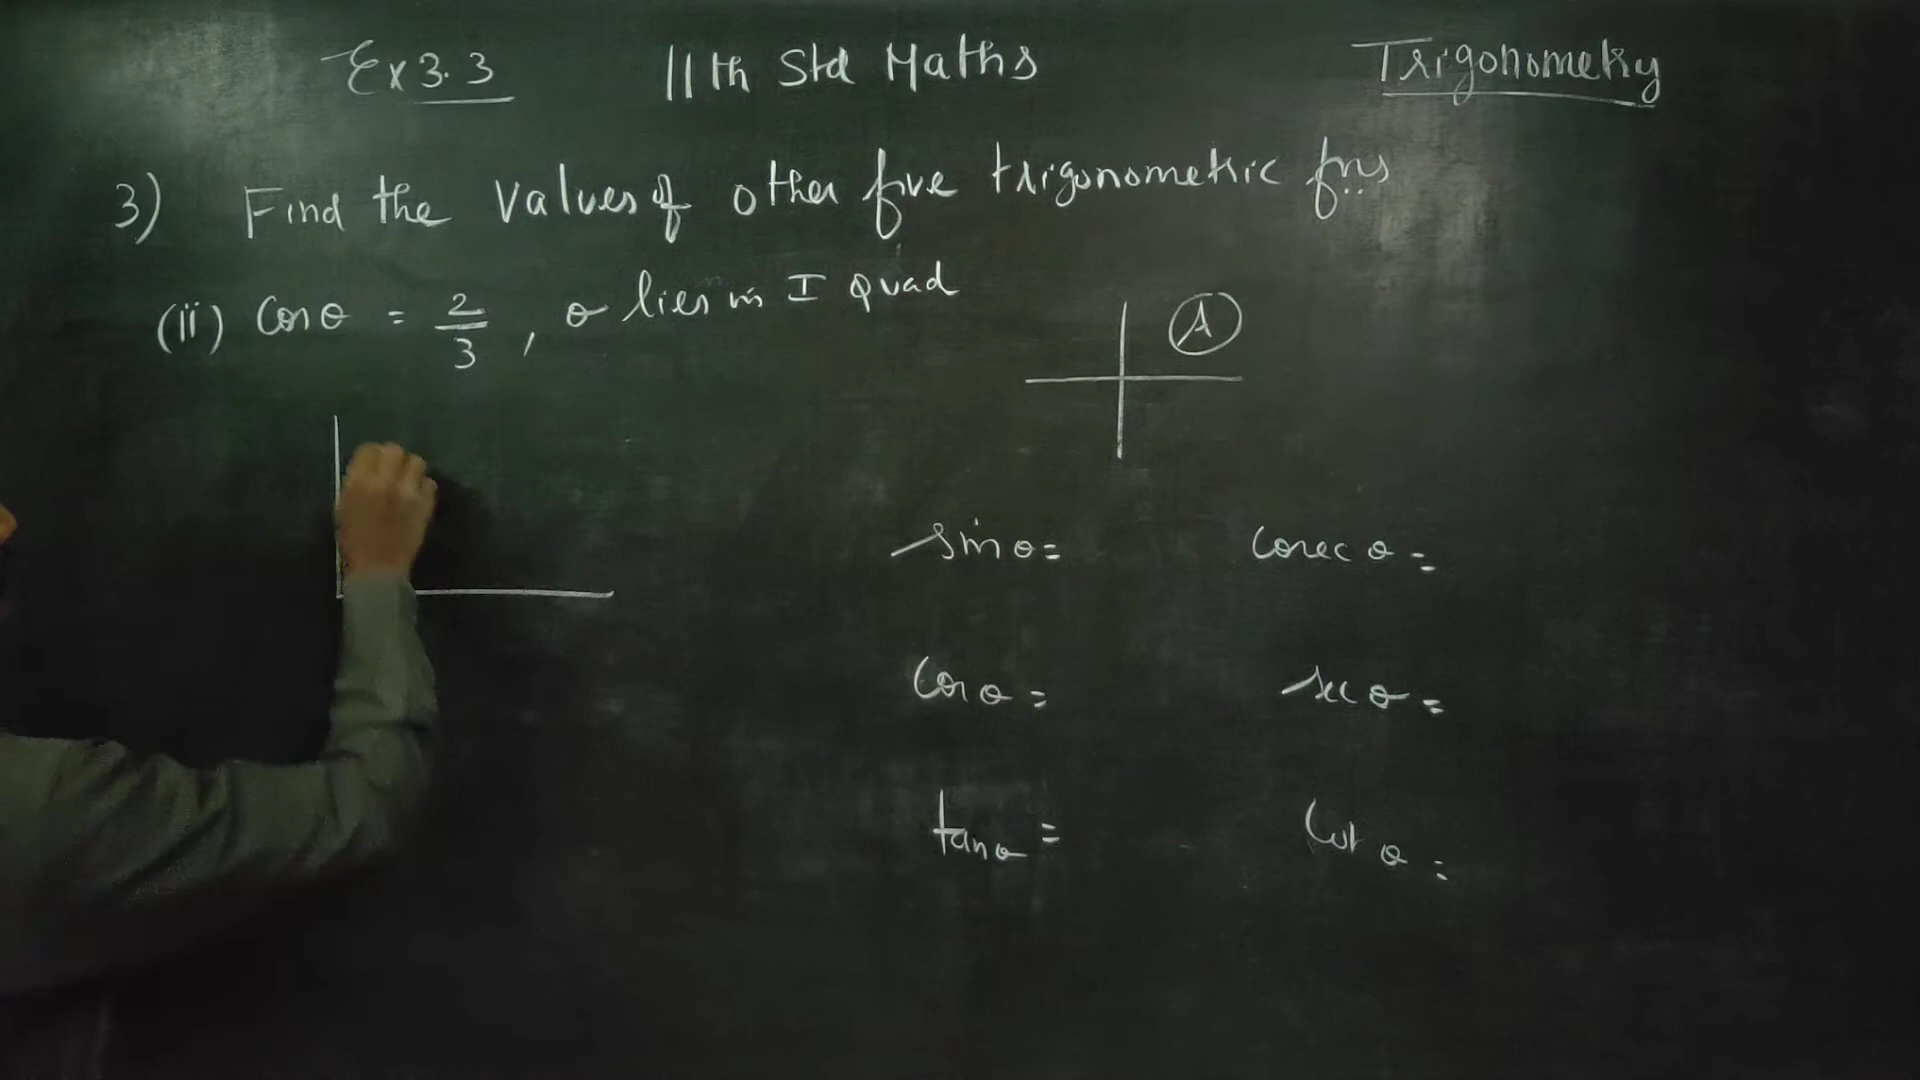 Ex 3.3 11th Std Maths Trigonometry
3) Find the values of other five trigonometric fns
(ii) Cos θ = 2/3, θ lies in I Quad
A
sin θ = Cosec θ =
Cos θ = sec θ =
tan θ = Cot θ =